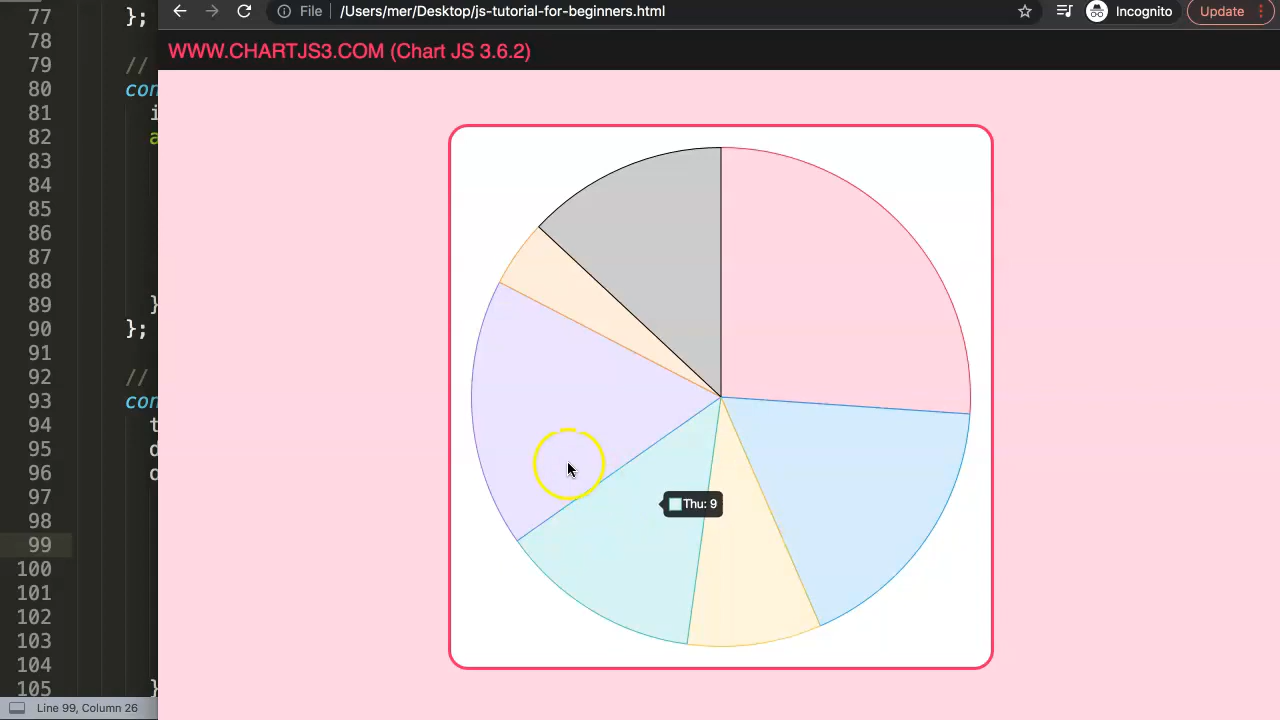 File /Users/mer/Desktop/js-tutorial-for-beginners.html Incognito Update
WWW.CHARTJS3.COM (Chart JS 3.6.2)
77 };
78
79 //
80 con
81 i
82 a
83
84
85
86
87
88
89 }
90 };
91
92 //
93 con
94 t
95 d
96 o
97
98
99
100
101
102
103
104
105 }
Thu: 9
Line 99, Column 26